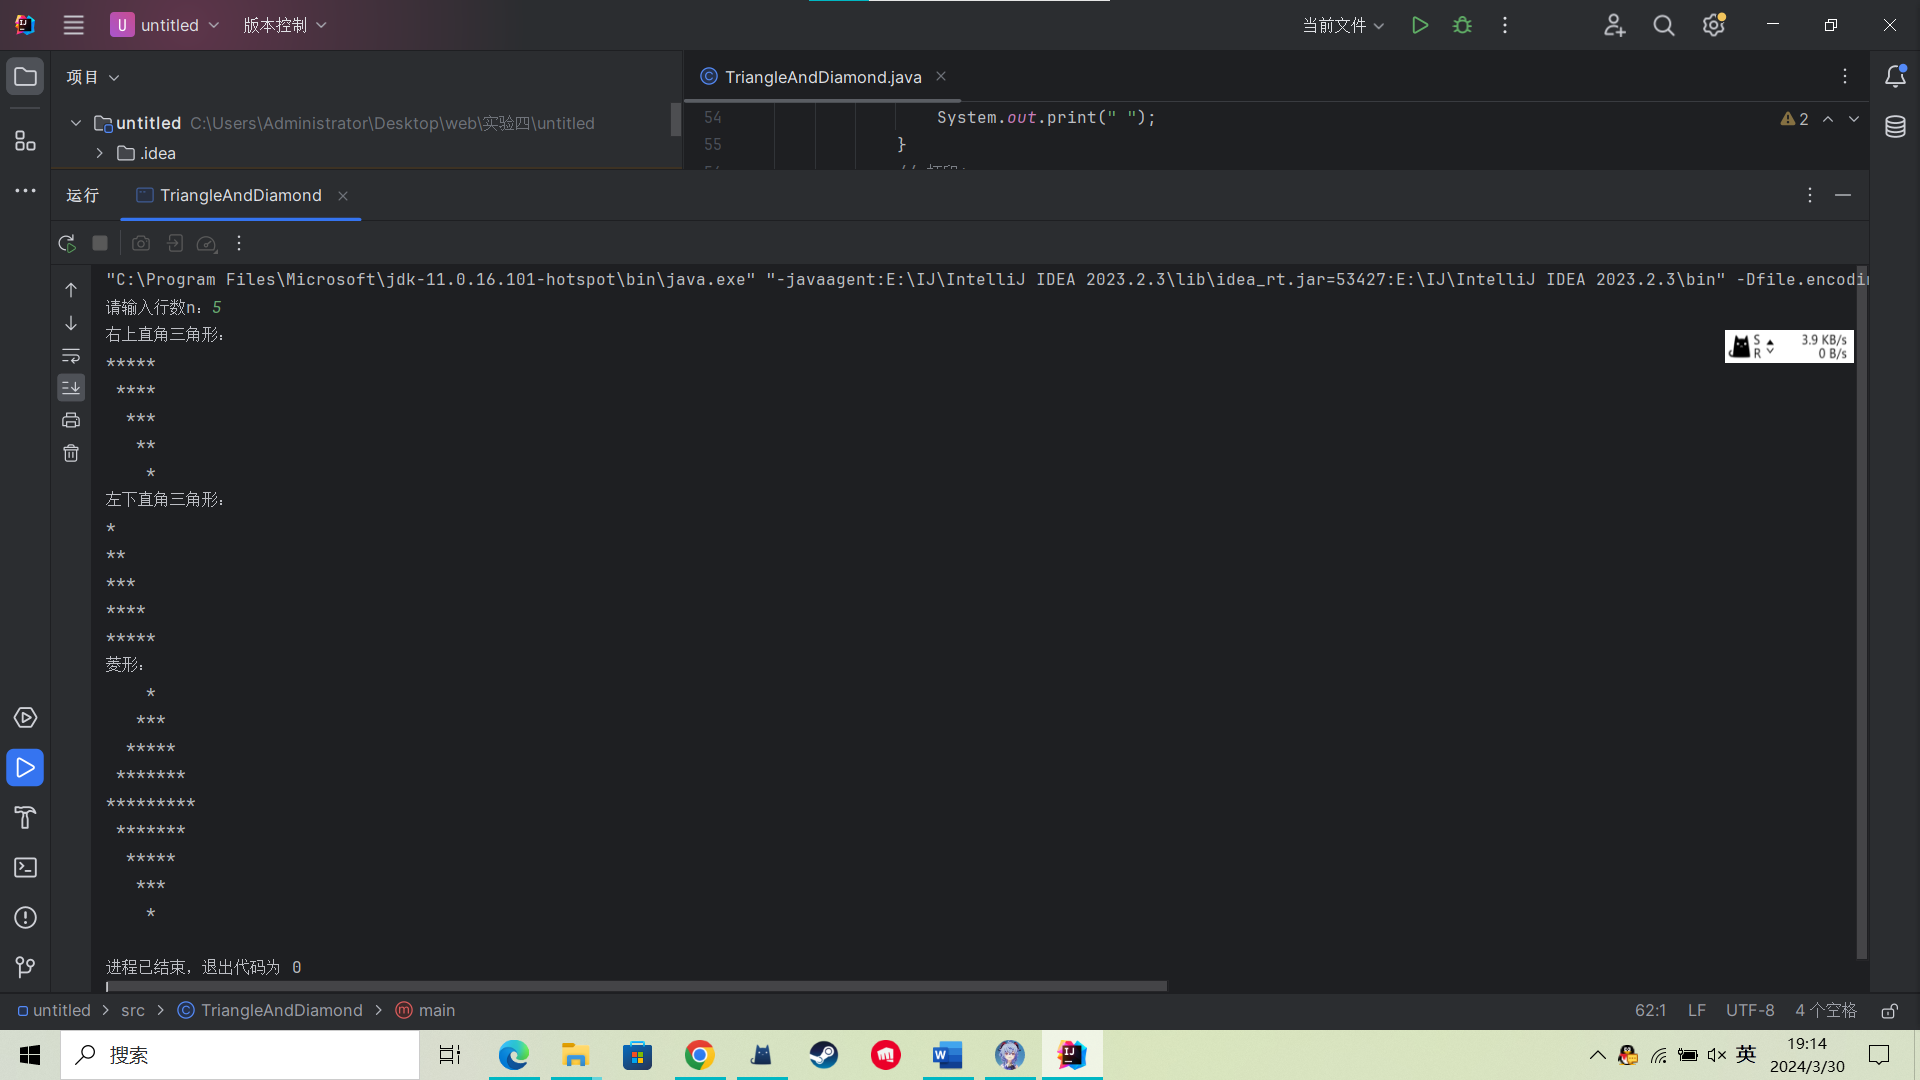 U untitled 版本控制 当前文件
项目 TriangleAndDiamond.java
untitled C:\Users\Administrator\Desktop\web\实验四\untitled
.idea
54 System.out.print(" ");
55 }
2
运行 TriangleAndDiamond
"C:\Program Files\Microsoft\jdk-11.0.16.101-hotspot\bin\java.exe" "-javaagent:E:\IJ\IntelliJ IDEA 2023.2.3\lib\idea_rt.jar=53427:E:\IJ\IntelliJ IDEA 2023.2.3\bin" -Dfile.encodin
请输入行数n：5
右上直角三角形：
*****
 ****
  ***
   **
    *
左下直角三角形：
*
**
***
****
*****
菱形：
    *
   ***
  *****
 *******
*********
 *******
  *****
   ***
    *
进程已结束，退出代码为 0
S 3.9 KB/s
R 0 B/s
untitled > src > TriangleAndDiamond > main 62:1 LF UTF-8 4 个空格
搜索 英 19:14
2024/3/30